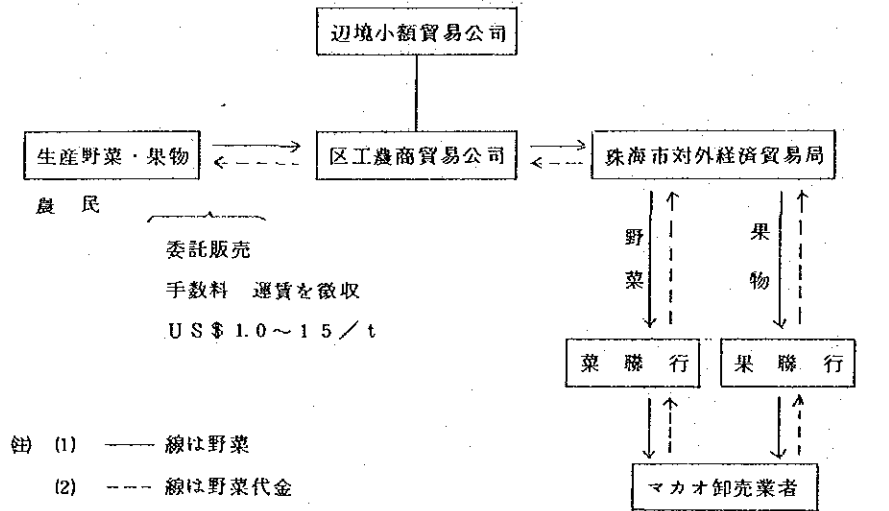 辺境小額貿易公司
生産野菜・果物
区工農商貿易公司
珠海市対外経済貿易局
農 民
委託販売
手数料 運賃を徴収
US$1.0～15/t
野菜
果物
菜聯行
果聯行
マカオ卸売業者
註 (1) ―― 線は野菜
(2) ---- 線は野菜代金